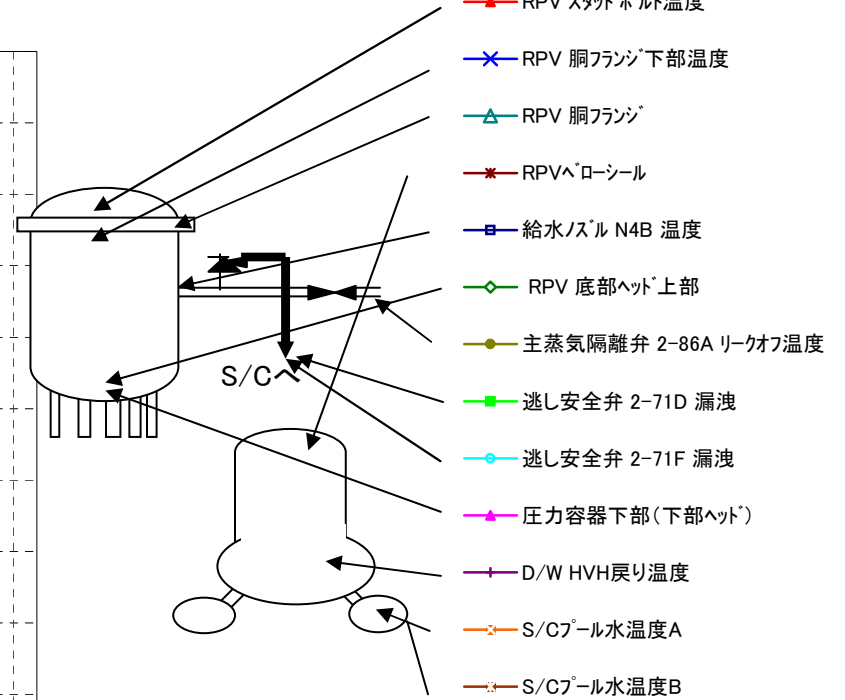 RPV スタッドボルト温度
RPV 胴フランジ下部温度
RPV 胴フランジ
RPVベローシール
給水ノズル N4B 温度
RPV 底部ヘッド上部
主蒸気隔離弁 2-86A リークオフ温度
逃し安全弁 2-71D 漏洩
S/Cへ
逃し安全弁 2-71F 漏洩
圧力容器下部(下部ヘッド)
D/W HVH戻り温度
S/Cプール水温度A
S/Cプール水温度B